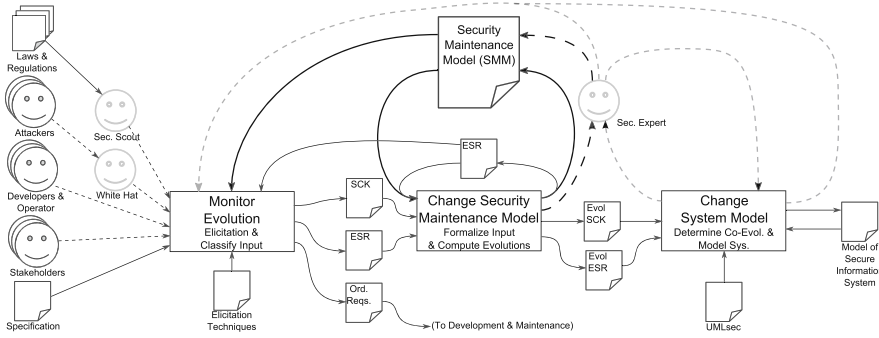 Security
Maintenance
Model (SMM)
Laws &
Regulations
Sec. Scout
Sec. Expert
Attackers
ESR
White Hat
Developers &
Operator
Monitor
Evolution
Elicitation &
Classify Input
SCK
ESR
Ord.
Reqs.
Change Security
Maintenance Model
Formalize Input
& Compute Evolutions
Evol
SCK
Evol
ESR
Change
System Model
Determine Co-Evol. &
Model Sys.
Model of
Secure
Informatio
System
Stakeholders
Specification
Elicitation
Techniques
(To Development & Maintenance)
UMLsec